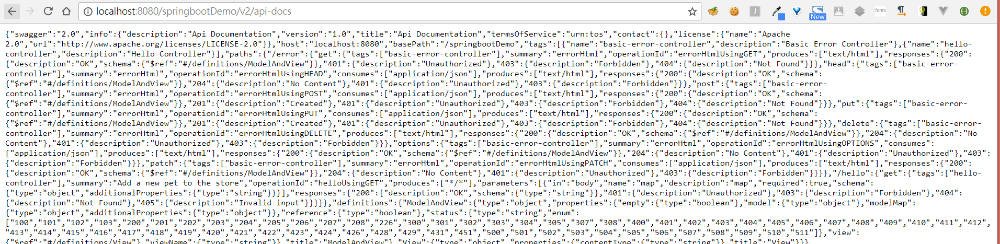 localhost:8080/springbootDemo/v2/api-docs
J
New
fonts
{"swagger":"2.0","info":{"description":"Api Documentation","version":"1.0","title":"Api Documentation","termsOfService":"urn:tos","contact":{},"license":{"name":"Apache
2.0","url":"http://www.apache.org/licenses/LICENSE-2.0"}},"host":"localhost:8080","basePath":"/springbootDemo","tags":[{"name":"basic-error-controller","description":"Basic Error Controller"},{"name":"hello-
controller","description":"Hello Controller"}],"paths":{"/error":{"get":{"tags":["basic-error-controller"],"summary":"errorHtml","operationId":"errorHtmlUsingGET","produces":["text/html"],"responses":{"200":
{"description":"OK","schema":{"$ref":"#/definitions/ModelAndView"}},"401":{"description":"Unauthorized"},"403":{"description":"Forbidden"},"404":{"description":"Not Found"}}},"head":{"tags":["basic-error-
controller"],"summary":"errorHtml","operationId":"errorHtmlUsingHEAD","consumes":["application/json"],"produces":["text/html"],"responses":{"200":{"description":"OK","schema":
{"$ref":"#/definitions/ModelAndView"}},"204":{"description":"No Content"},"401":{"description":"Unauthorized"},"403":{"description":"Forbidden"}}},"post":{"tags":["basic-error-
controller"],"summary":"errorHtml","operationId":"errorHtmlUsingPOST","consumes":["application/json"],"produces":["text/html"],"responses":{"200":{"description":"OK","schema":
{"$ref":"#/definitions/ModelAndView"}},"201":{"description":"Created"},"401":{"description":"Unauthorized"},"403":{"description":"Forbidden"},"404":{"description":"Not Found"}}},"put":{"tags":["basic-error-
controller"],"summary":"errorHtml","operationId":"errorHtmlUsingPUT","consumes":["application/json"],"produces":["text/html"],"responses":{"200":{"description":"OK","schema":
{"$ref":"#/definitions/ModelAndView"}},"201":{"description":"Created"},"401":{"description":"Unauthorized"},"403":{"description":"Forbidden"},"404":{"description":"Not Found"}}},"delete":{"tags":["basic-error-
controller"],"summary":"errorHtml","operationId":"errorHtmlUsingDELETE","produces":["text/html"],"responses":{"200":{"description":"OK","schema":{"$ref":"#/definitions/ModelAndView"}},"204":{"description":"No
Content"},"401":{"description":"Unauthorized"},"403":{"description":"Forbidden"}}},"options":{"tags":["basic-error-controller"],"summary":"errorHtml","operationId":"errorHtmlUsingOPTIONS","consumes":
["application/json"],"produces":["text/html"],"responses":{"200":{"description":"OK","schema":{"$ref":"#/definitions/ModelAndView"}},"204":{"description":"No Content"},"401":{"description":"Unauthorized"},"403":
{"description":"Forbidden"}}},"patch":{"tags":["basic-error-controller"],"summary":"errorHtml","operationId":"errorHtmlUsingPATCH","consumes":["application/json"],"produces":["text/html"],"responses":{"200":
{"description":"OK","schema":{"$ref":"#/definitions/ModelAndView"}},"204":{"description":"No Content"},"401":{"description":"Unauthorized"},"403":{"description":"Forbidden"}}}},"/hello":{"get":{"tags":["hello-
controller"],"summary":"Add a new pet to the store","operationId":"helloUsingGET","produces":["*/*"],"parameters":[{"in":"body","name":"map","description":"map","required":true,"schema":
{"type":"object","additionalProperties":{"type":"string"}}}],"responses":{"200":{"description":"OK","schema":{"type":"string"}},"401":{"description":"Unauthorized"},"403":{"description":"Forbidden"},"404":
{"description":"Not Found"},"405":{"description":"Invalid input"}}}}},"definitions":{"ModelAndView":{"type":"object","properties":{"empty":{"type":"boolean"},"model":{"type":"object"},"modelMap":
{"type":"object","additionalProperties":{"type":"object"}},"reference":{"type":"boolean"},"status":{"type":"string","enum":
["100","101","102","103","200","201","202","203","204","205","206","207","208","226","300","301","302","303","304","305","307","308","400","401","402","403","404","405","406","407","408","409","410","411","412",
"413","414","415","416","417","418","419","420","421","422","423","424","426","428","429","431","451","500","501","502","503","504","505","506","507","508","509","510","511"]},"view":
{"$ref":"#/definitions/View"},"viewName":{"type":"string"}},"title":"ModelAndView"},"View":{"type":"object","properties":{"contentType":{"type":"string"}},"title":"View"}}}